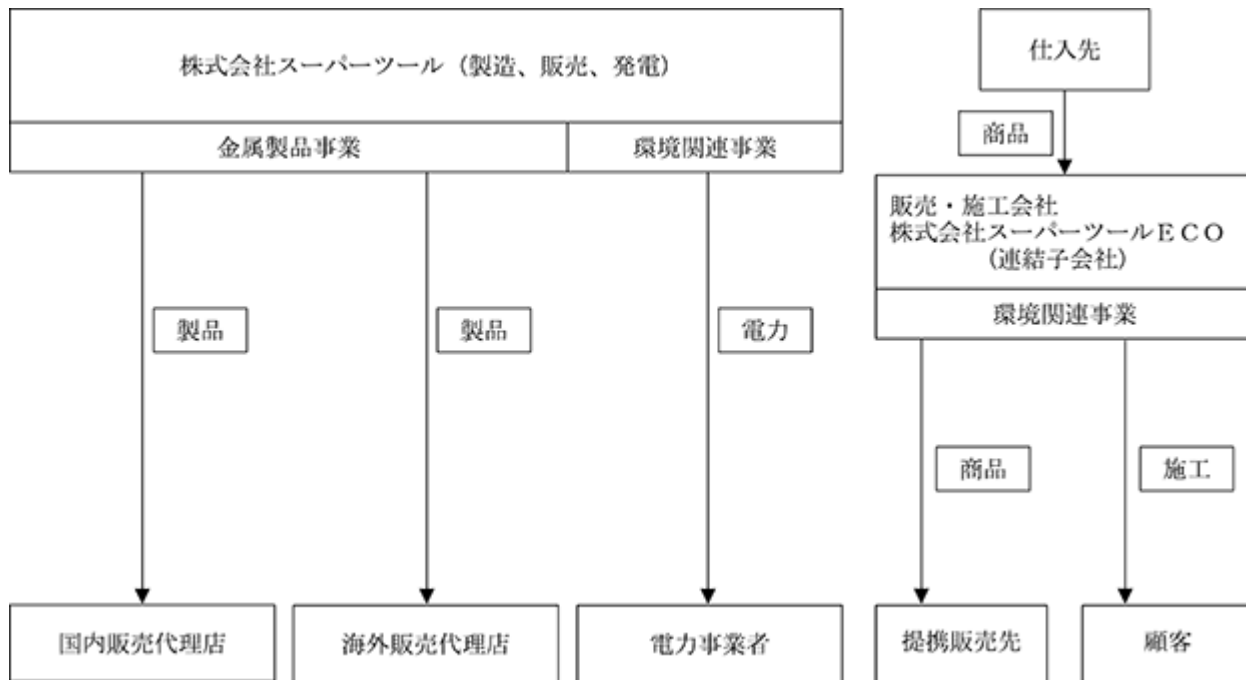 株式会社スーパーツール（製造、販売、発電）
金属製品事業
環境関連事業
製品
製品
電力
国内販売代理店
海外販売代理店
電力事業者
仕入先
商品
販売・施工会社
株式会社スーパーツールＥＣＯ
（連結子会社）
環境関連事業
商品
施工
提携販売先
顧客